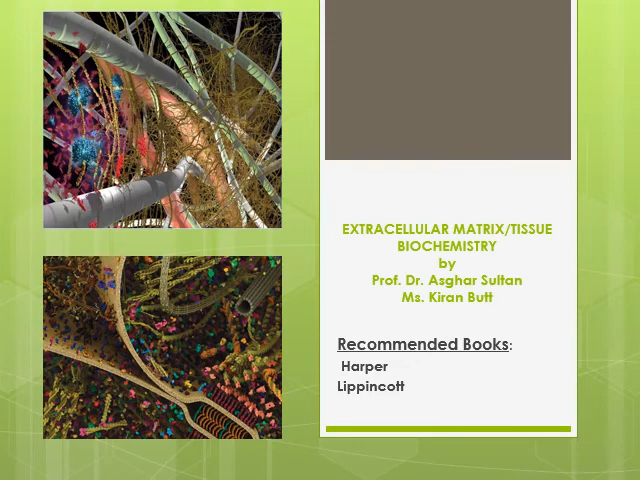 EXTRACELLULAR MATRIX/TISSUE
BIOCHEMISTRY
by
Prof. Dr. Asghar Sultan
Ms. Kiran Butt
Recommended Books:
Harper
Lippincott